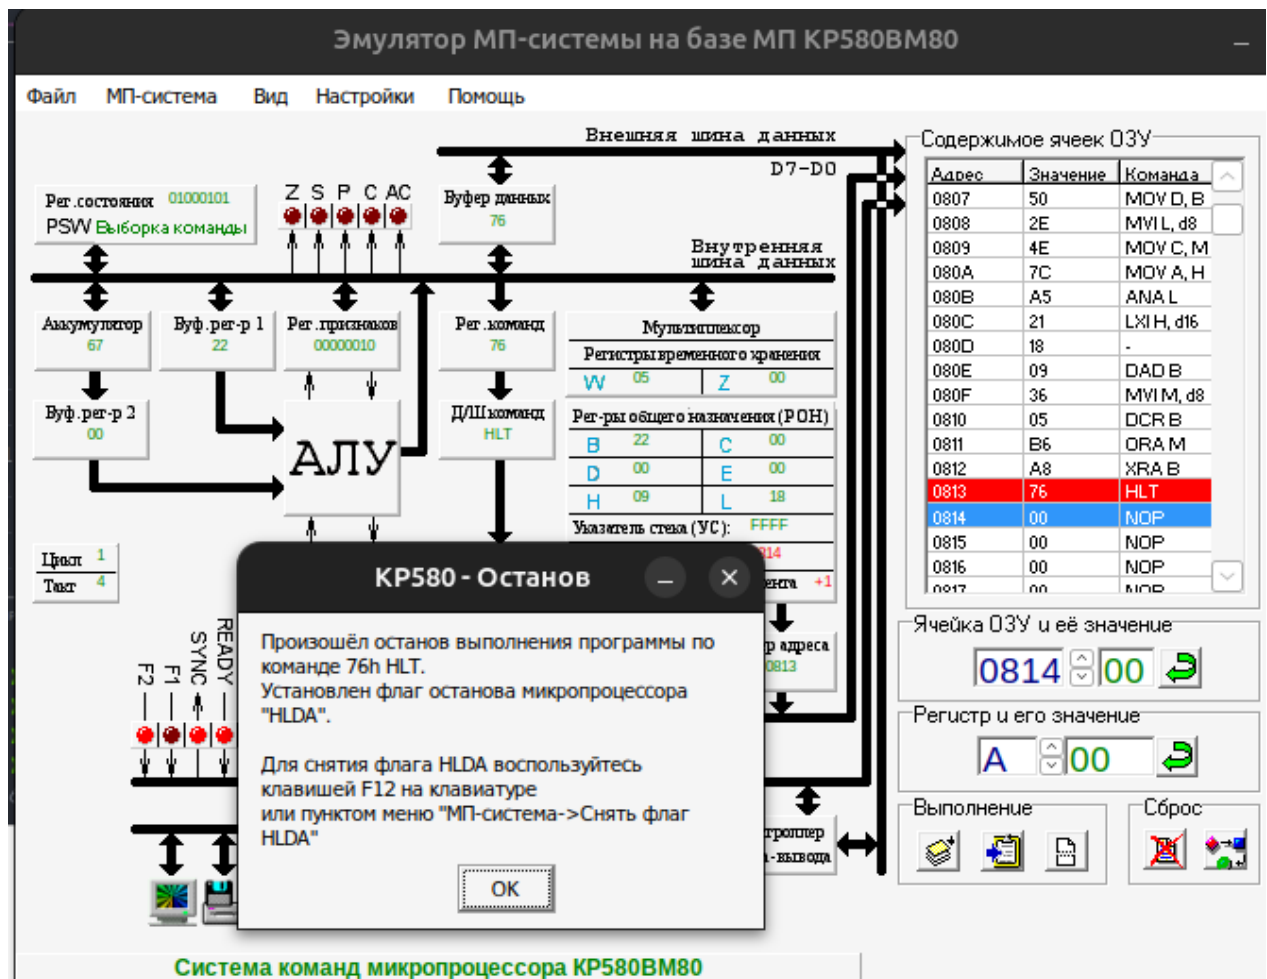 Эмулятор МП-системы на базе МП КР580ВМ80
Файл МП-система Вид Настройки Помощь
Внешняя шина данных
D7-D0
Рег.состояния 01000101
PSW Выборка команды
Z S P C AC
Буфер данных
76
Внутренняя
шина данных
Аккумулятор
67
Буф.рег-р 1
22
Рег.признаков
00000010
Рег.команд
76
Мультиплексор
Регистры временного хранения
W 05 Z 00
Буф.рег-р 2
00
АЛУ
Д/Ш команд
HLT
Рег-ры общего назначения (РОН)
B 22 C 00
D 00 E 00
H 09 L 18
Указатель стека (УС): FFFF
814
+1
Цикл 1
Такт 4
F2 F1 SYNC READY
р адреса
0813
КР580 - Останов
Произошёл останов выполнения программы по
команде 76h HLT.
Установлен флаг останова микропроцессора
"HLDA".
Для снятия флага HLDA воспользуйтесь
клавишей F12 на клавиатуре
или пунктом меню "МП-система->Снять флаг
HLDA"
OK
а-вывода
Содержимое ячеек ОЗУ
Адрес Значение Команда
0807 50 MOV D, B
0808 2E MVI L, d8
0809 4E MOV C, M
080A 7C MOV A, H
080B A5 ANA L
080C 21 LXI H, d16
080D 18 -
080E 09 DAD B
080F 36 MVI M, d8
0810 05 DCR B
0811 B6 ORA M
0812 A8 XRA B
0813 76 HLT
0814 00 NOP
0815 00 NOP
0816 00 NOP
0817 00 NOP
Ячейка ОЗУ и её значение
0814 00
Регистр и его значение
A 00
Выполнение
Сброс
Система команд микропроцессора КР580ВМ80